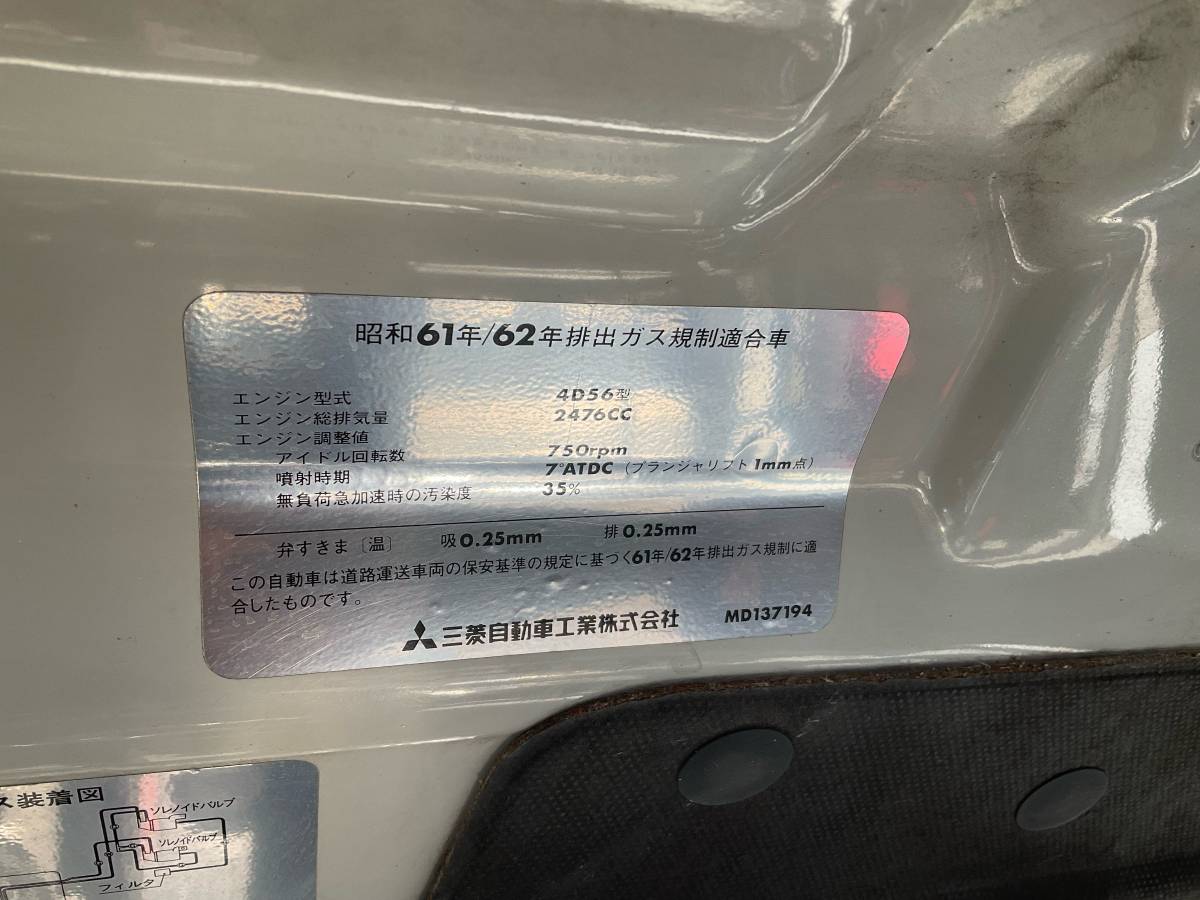 昭和61年/62年排出ガス規制適合車
エンジン型式 4D56型
エンジン総排気量 2476CC
エンジン調整値
アイドル回転数 750rpm
噴射時期 7°ATDC (プランジャリフト1mm点)
無負荷急加速時の汚染度 35%
弁すきま〔温〕 吸0.25mm 排0.25mm
この自動車は道路運送車両の保安基準の規定に基づく61年/62年排出ガス規制に適
合したものです。
三菱自動車工業株式会社 MD137194
ス装着図
ソレノイドバルブ
ソレノイドバルブ
フィルタ